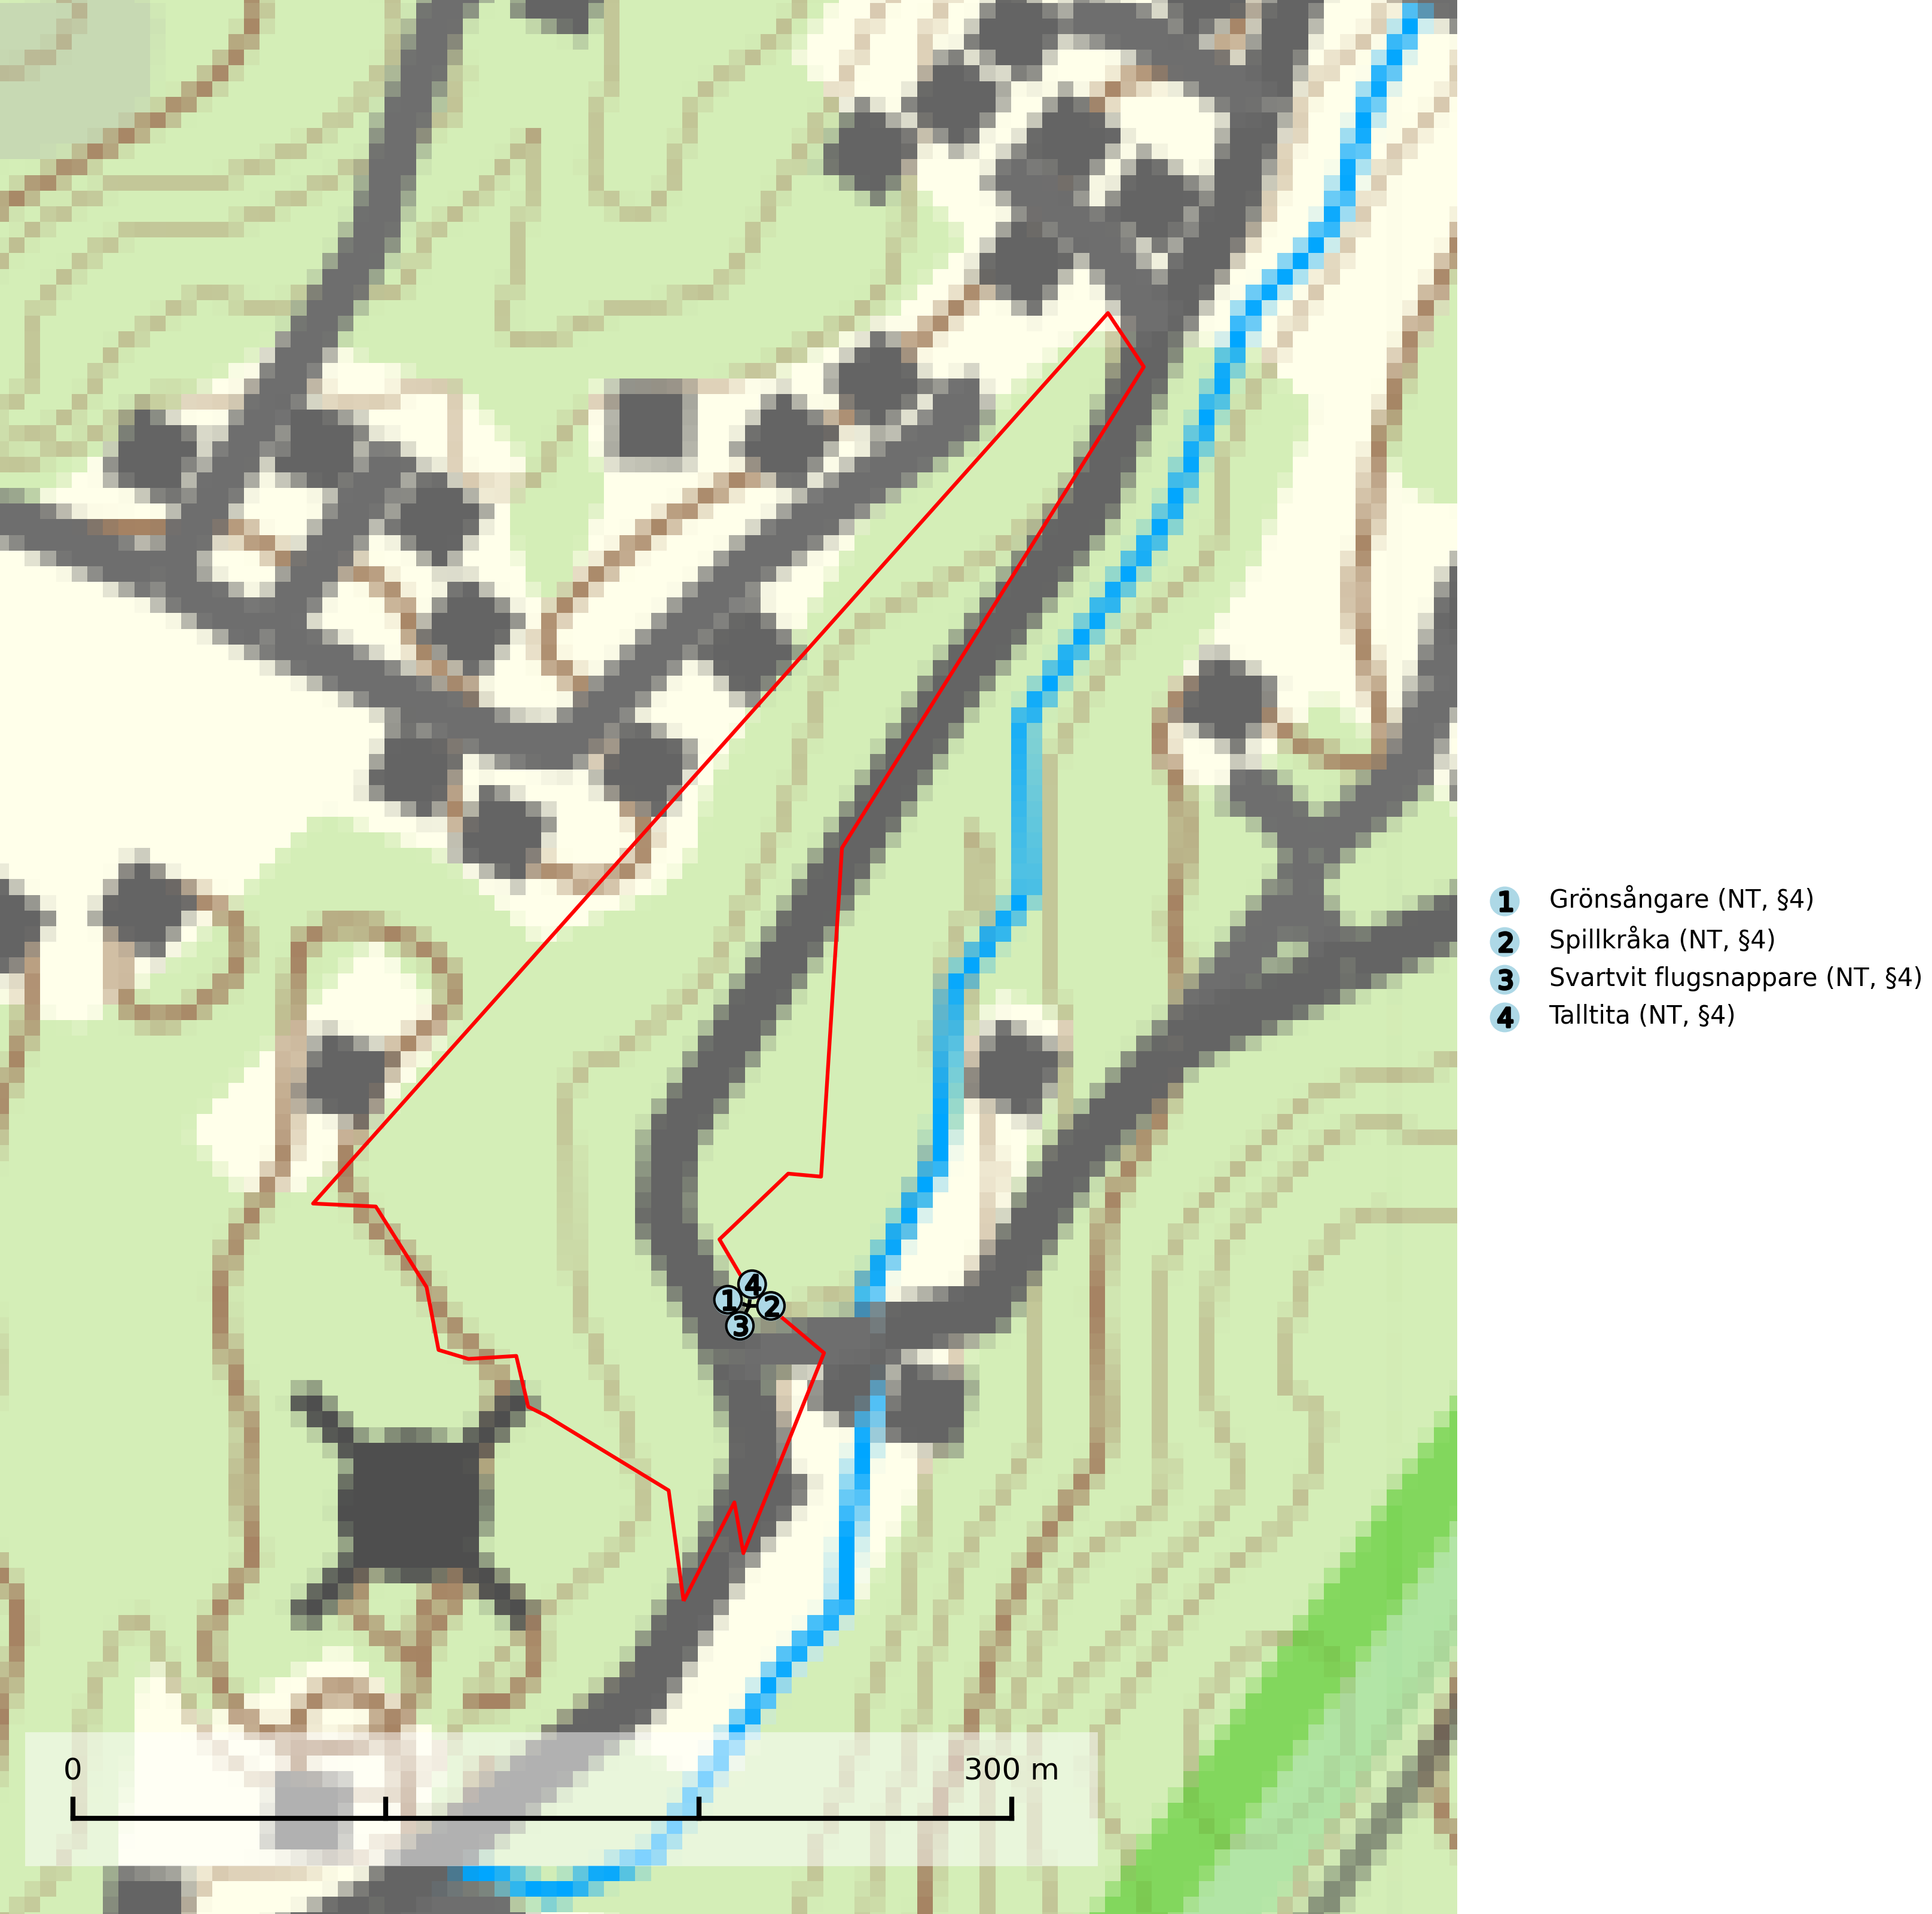 1 Grönsångare (NT, §4)
2 Spillkråka (NT, §4)
3 Svartvit flugsnappare (NT, §4)
4 Talltita (NT, §4)
4
1 2
3
0 300 m